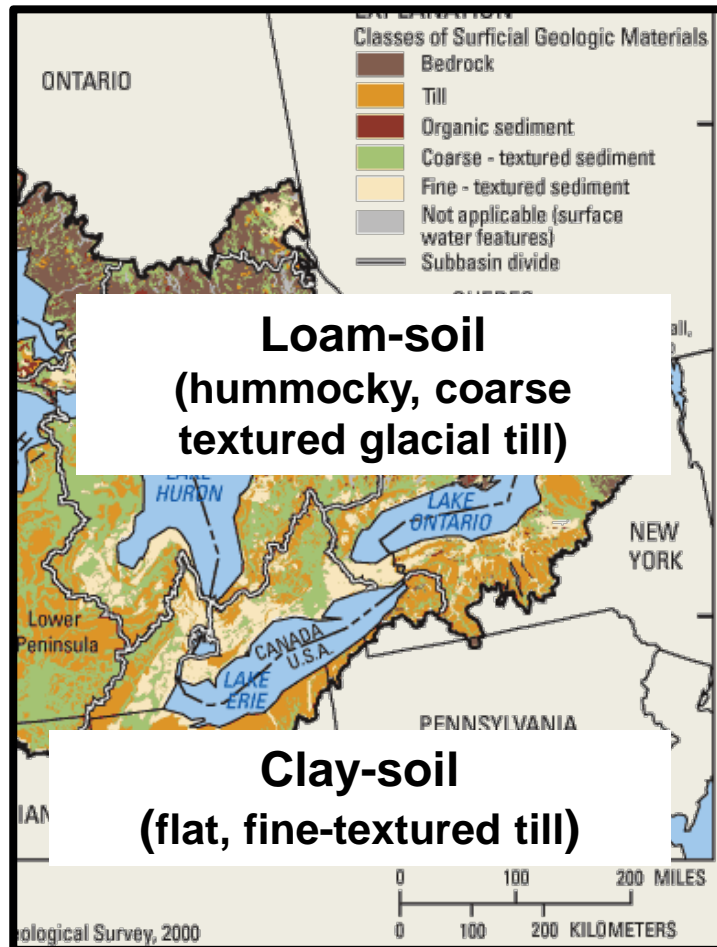 EXPLANATION
Classes of Surficial Geologic Materials
Bedrock
Till
Organic sediment
Coarse - textured sediment
Fine - textured sediment
Not applicable (surface
water features)
Subbasin divide
ONTARIO
Loam-soil
(hummocky, coarse
textured glacial till)
LAKE
HURON
LAKE
ONTARIO
NEW
YORK
Lower
Peninsula
CANADA
U.S.A.
LAKE
ERIE
PENNSYLVANIA
Clay-soil
(flat, fine-textured till)
0 100 200 MILES
0 100 200 KILOMETERS
ological Survey, 2000